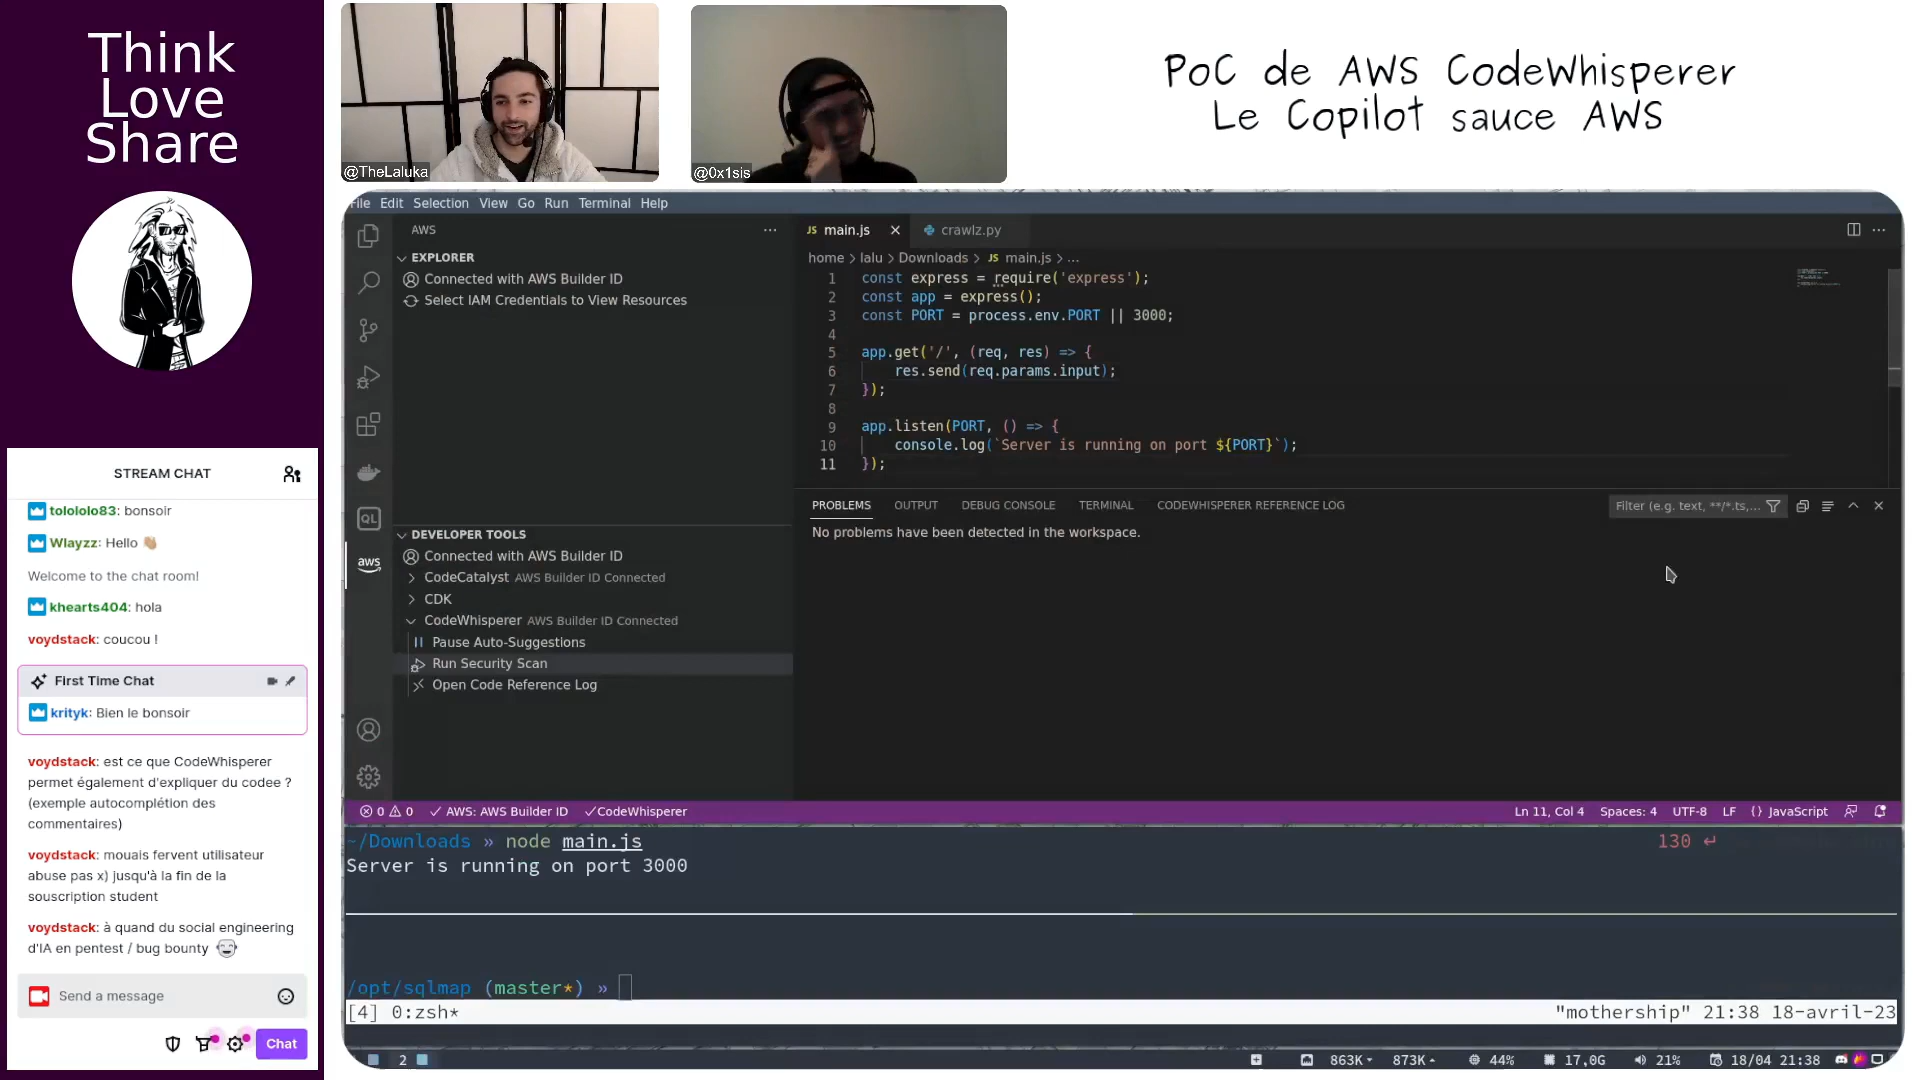 Think
Love
Share
@TheLaluka
@0x1sis
PoC de AWS CodeWhisperer
Le Copilot sauce AWS
STREAM CHAT
tolololo83: bonsoir
Wlayzz: Hello 👋🏼
Welcome to the chat room!
khearts404: hola
voydstack: coucou !
First Time Chat
krityk: Bien le bonsoir
voydstack: est ce que CodeWhisperer
permet également d'expliquer du codee ?
(exemple autocomplétion des
commentaires)
voydstack: mouais fervent utilisateur
abuse pas x) jusqu'à la fin de la
souscription student
voydstack: à quand du social engineering
d'IA en pentest / bug bounty
Send a message
Chat
File Edit Selection View Go Run Terminal Help
AWS
EXPLORER
Connected with AWS Builder ID
Select IAM Credentials to View Resources
DEVELOPER TOOLS
Connected with AWS Builder ID
CodeCatalyst AWS Builder ID Connected
CDK
CodeWhisperer AWS Builder ID Connected
Pause Auto-Suggestions
Run Security Scan
Open Code Reference Log
QL
aws
JS main.js crawlz.py
home > lalu > Downloads > JS main.js > ...
1 const express = require('express');
2 const app = express();
3 const PORT = process.env.PORT || 3000;
4
5 app.get('/', (req, res) => {
6 res.send(req.params.input);
7 });
8
9 app.listen(PORT, () => {
10 console.log(`Server is running on port ${PORT}`);
11 });
PROBLEMS OUTPUT DEBUG CONSOLE TERMINAL CODEWHISPERER REFERENCE LOG Filter (e.g. text, **/*.ts,...
No problems have been detected in the workspace.
0 0 AWS: AWS Builder ID CodeWhisperer Ln 11, Col 4 Spaces: 4 UTF-8 LF {} JavaScript
~/Downloads » node main.js 130 ↵
Server is running on port 3000
/opt/sqlmap (master*) »
[4] 0:zsh* "mothership" 21:38 18-avril-23
2 863K 873K 44% 17,0G 21% 18/04 21:38